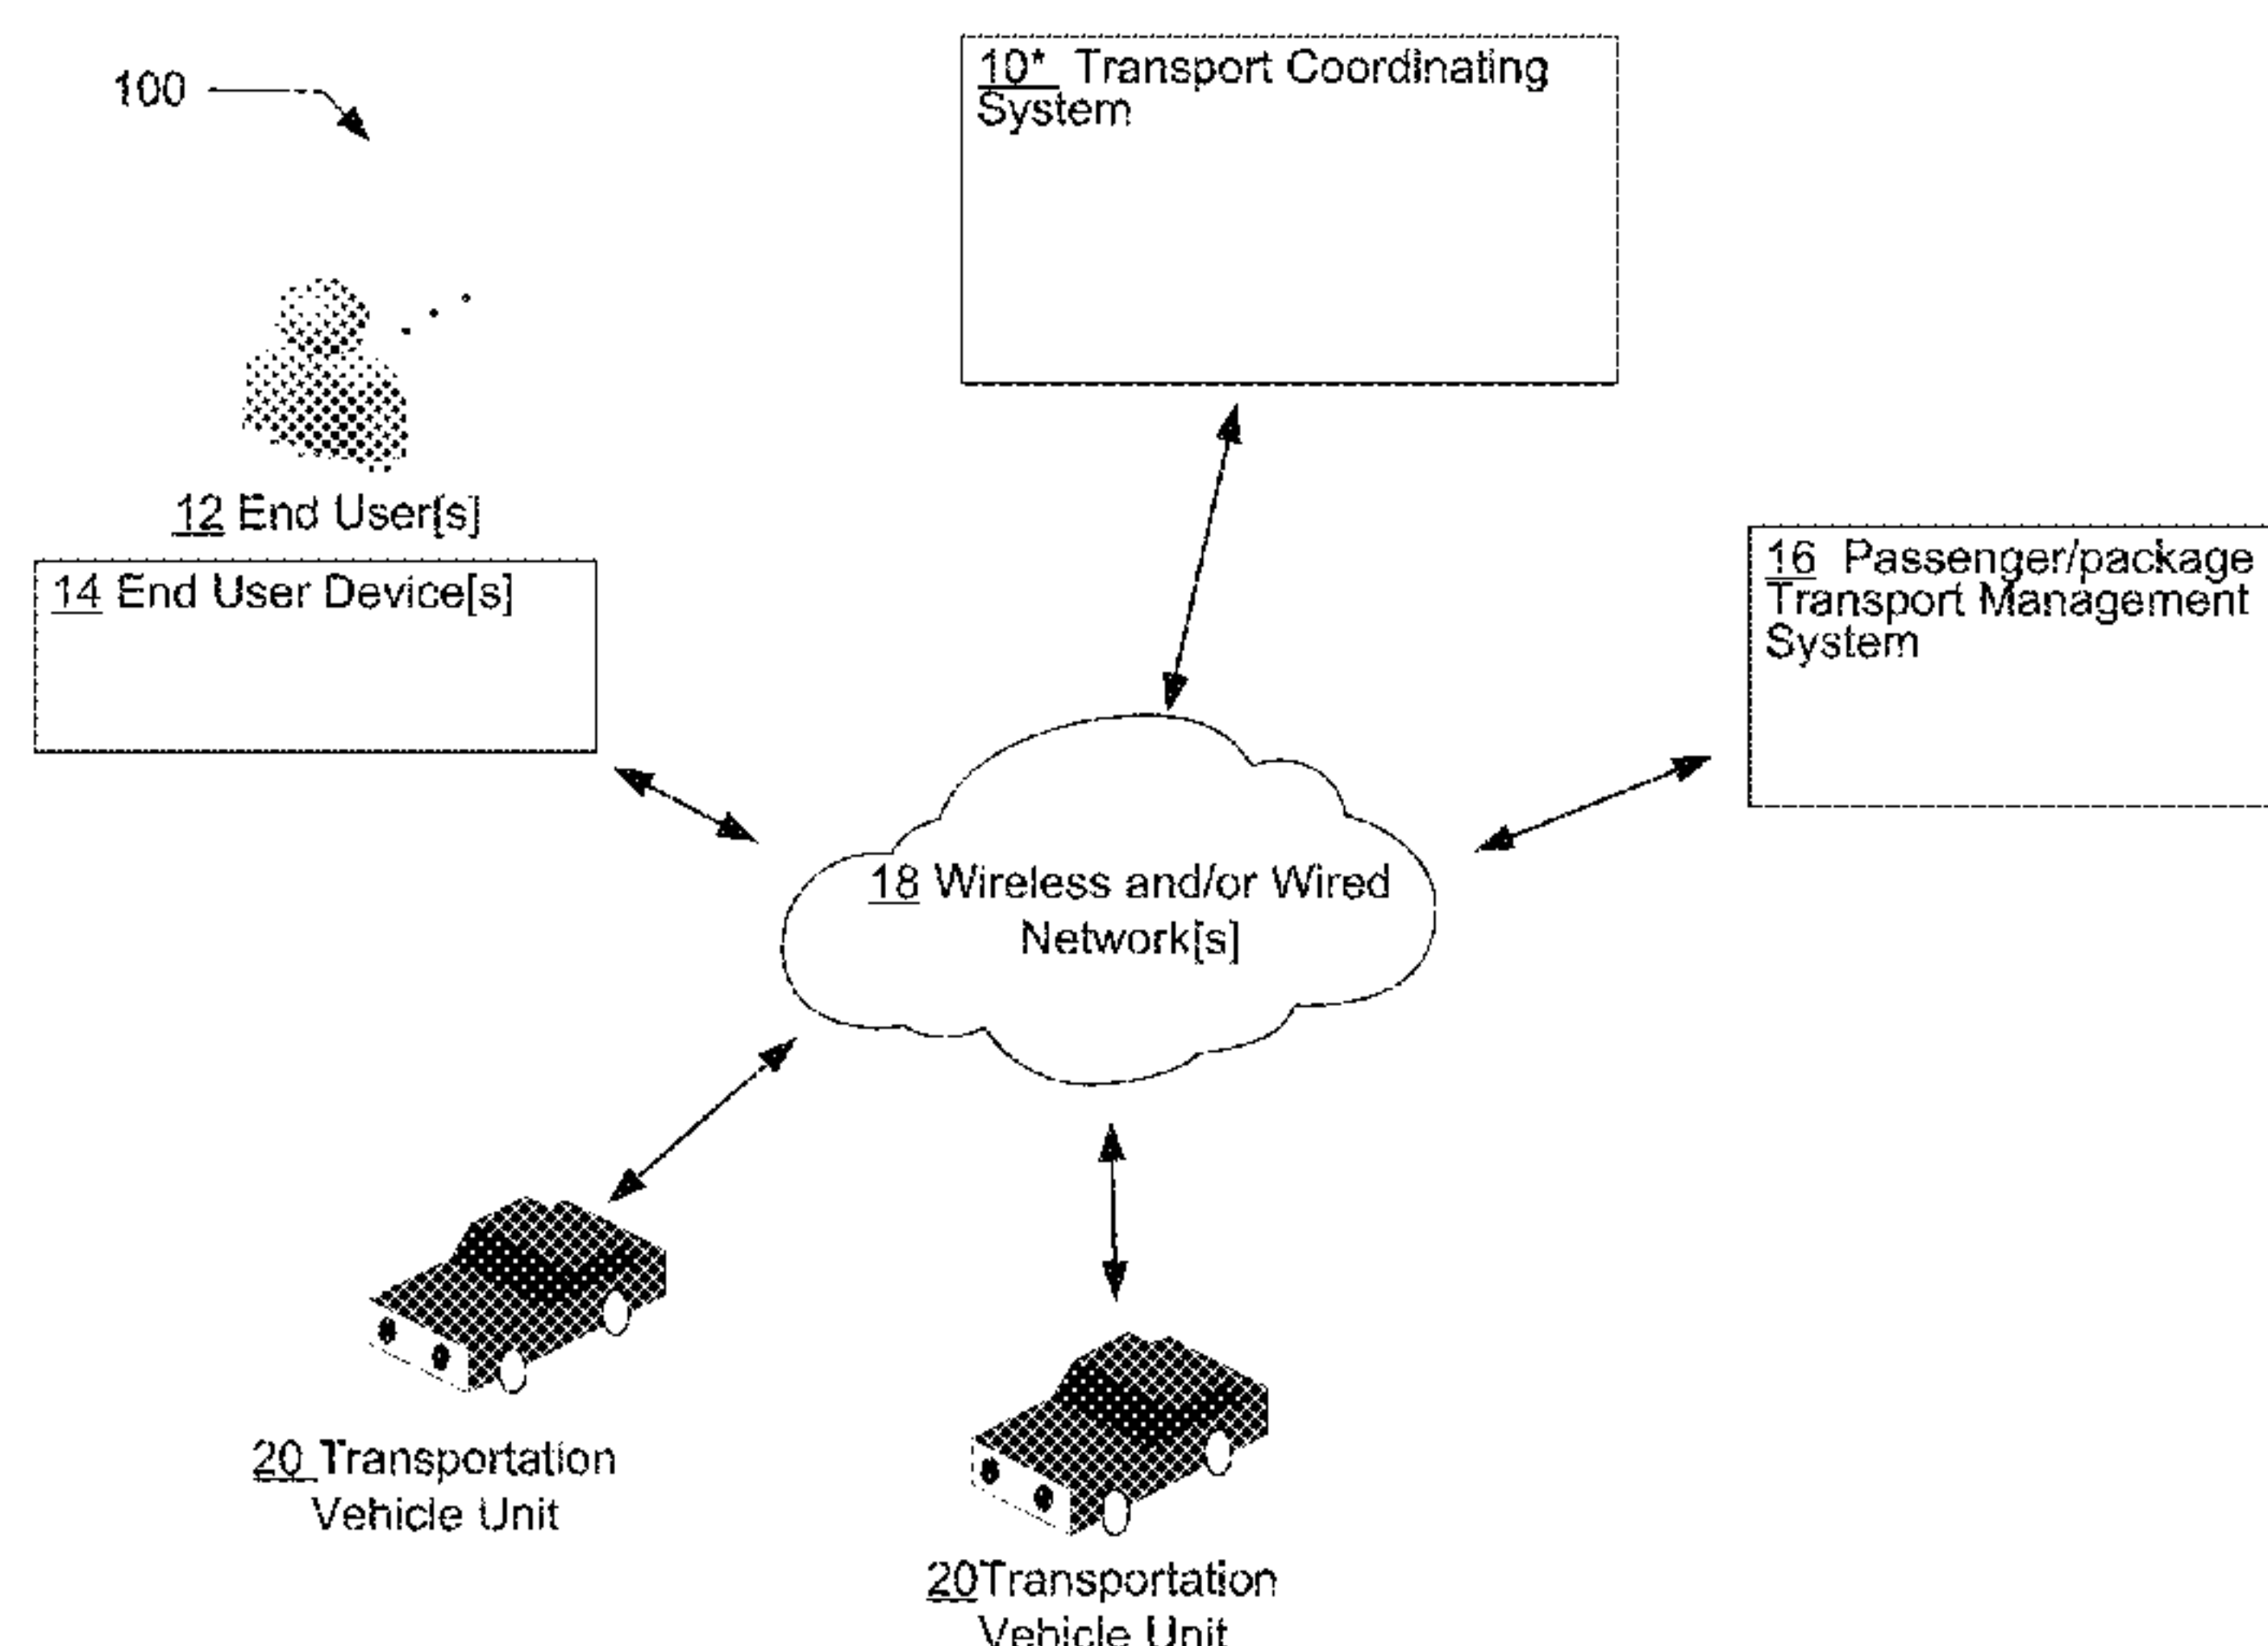 100
10* Transport Coordinating
System
12 End User[s]
14 End User Device[s]
16 Passenger/package
Transport Management
System
18 Wireless and/or Wired
Network[s]
20 Transportation
Vehicle Unit
20Transportation
Vehicle Unit